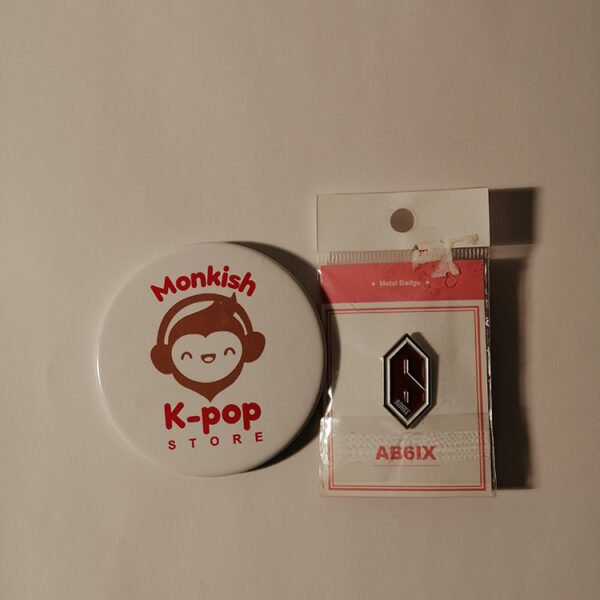 Monkish
K-pop
STORE
Metal Badge
AB6IX